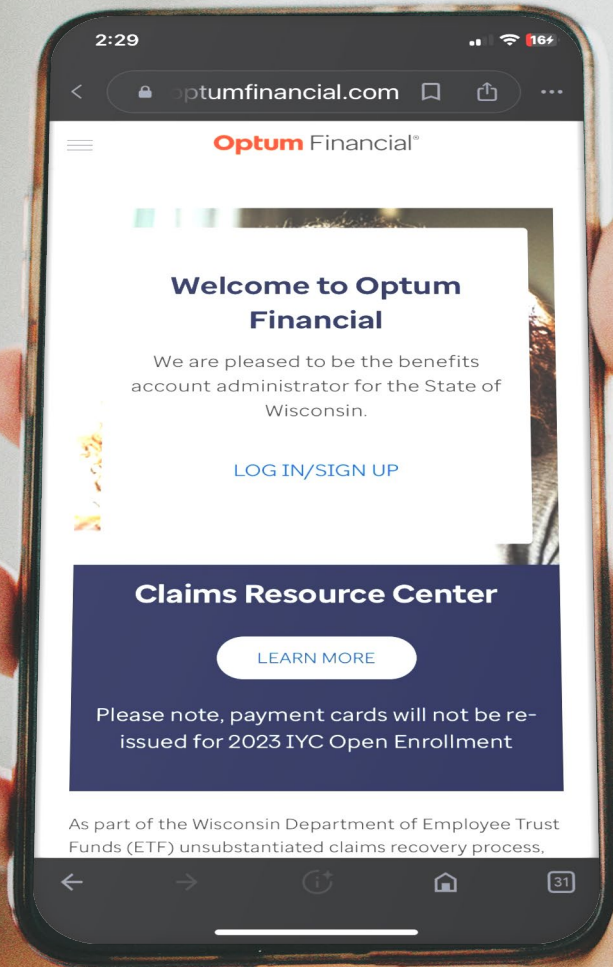 2:29
16
optumfinancial.com
Optum Financial®
Welcome to Optum
Financial
We are pleased to be the benefits
account administrator for the State of
Wisconsin.
LOG IN/SIGN UP
Claims Resource Center
LEARN MORE
Please note, payment cards will not be re-
issued for 2023 IYC Open Enrollment
As part of the Wisconsin Department of Employee Trust
Funds (ETF) unsubstantiated claims recovery process,
31